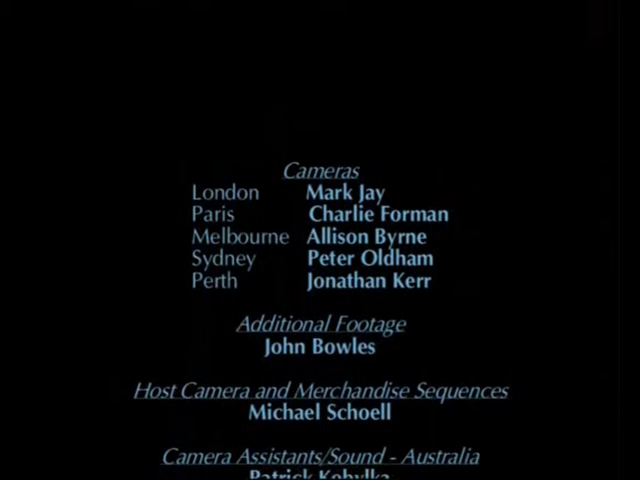 Cameras
London Mark Jay
Paris Charlie Forman
Melbourne Allison Byrne
Sydney Peter Oldham
Perth Jonathan Kerr
Additional Footage
John Bowles
Host Camera and Merchandise Sequences
Michael Schoell
Camera Assistants/Sound - Australia
Patrick